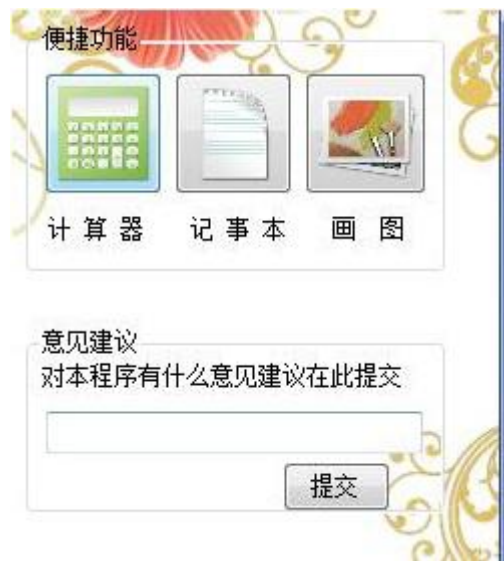 便捷功能
计算器 记事本 画图
意见建议
对本程序有什么意见建议在此提交
提交